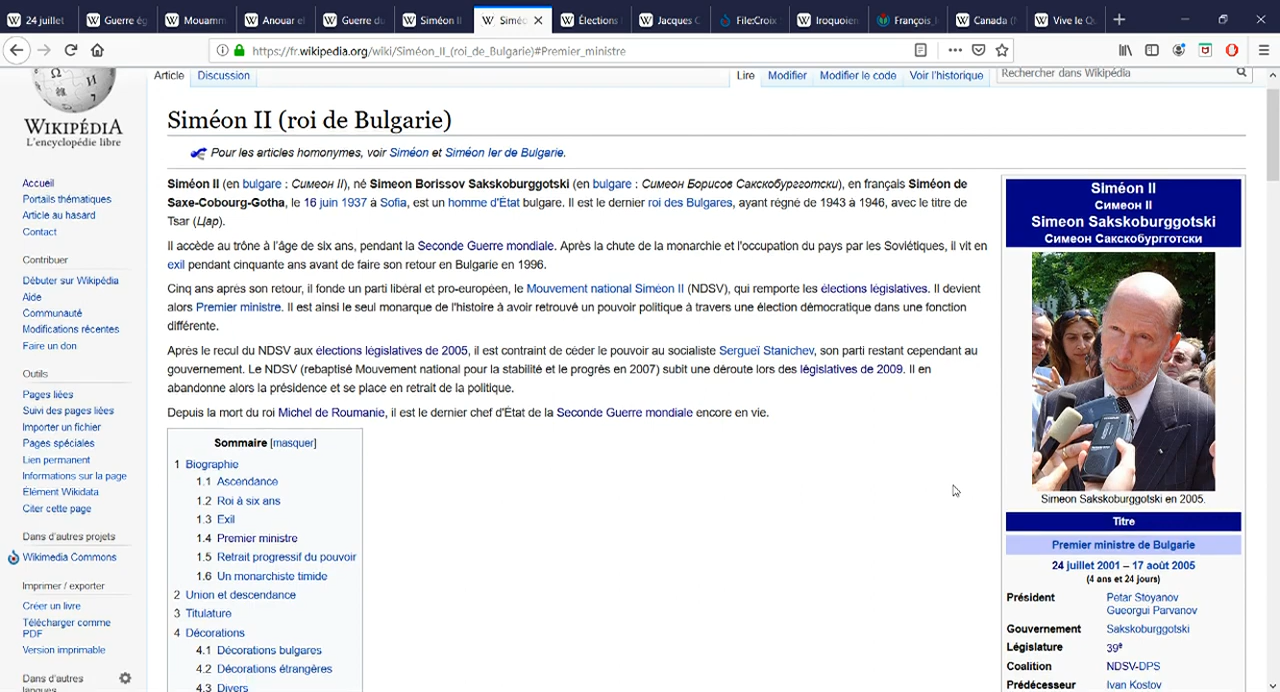 24 juillet
Guerre ég
Mouamm
Anouar el
Guerre du
Siméon II
Siméo
Élections
Jacques C
File:Croix
Iroquoien
François_
Canada (
Vive le Q
https://fr.wikipedia.org/wiki/Siméon_II_(roi_de_Bulgarie)#Premier_ministre
Article
Discussion
Lire
Modifier
Modifier le code
Voir l'historique
Rechercher dans Wikipédia
WIKIPÉDIA
L'encyclopédie libre
Accueil
Portails thématiques
Article au hasard
Contact
Contribuer
Débuter sur Wikipédia
Aide
Communauté
Modifications récentes
Faire un don
Outils
Pages liées
Suivi des pages liées
Importer un fichier
Pages spéciales
Lien permanent
Informations sur la page
Élément Wikidata
Citer cette page
Dans d'autres projets
Wikimedia Commons
Imprimer / exporter
Créer un livre
Télécharger comme
PDF
Version imprimable
Dans d'autres
langues
Siméon II (roi de Bulgarie)
Pour les articles homonymes, voir Siméon et Siméon Ier de Bulgarie.
Siméon II (en bulgare : Симеон II), né Simeon Borissov Sakskoburggotski (en bulgare : Симеон Борисов Сакскобургготски), en français Siméon de
Saxe-Cobourg-Gotha, le 16 juin 1937 à Sofia, est un homme d'État bulgare. Il est le dernier roi des Bulgares, ayant régné de 1943 à 1946, avec le titre de
Tsar (Цар).
Il accède au trône à l'âge de six ans, pendant la Seconde Guerre mondiale. Après la chute de la monarchie et l'occupation du pays par les Soviétiques, il vit en
exil pendant cinquante ans avant de faire son retour en Bulgarie en 1996.
Cinq ans après son retour, il fonde un parti libéral et pro-européen, le Mouvement national Siméon II (NDSV), qui remporte les élections législatives. Il devient
alors Premier ministre. Il est ainsi le seul monarque de l'histoire à avoir retrouvé un pouvoir politique à travers une élection démocratique dans une fonction
différente.
Après le recul du NDSV aux élections législatives de 2005, il est contraint de céder le pouvoir au socialiste Sergueï Stanichev, son parti restant cependant au
gouvernement. Le NDSV (rebaptisé Mouvement national pour la stabilité et le progrès en 2007) subit une déroute lors des législatives de 2009. Il en
abandonne alors la présidence et se place en retrait de la politique.
Depuis la mort du roi Michel de Roumanie, il est le dernier chef d'État de la Seconde Guerre mondiale encore en vie.
Sommaire [masquer]
1 Biographie
1.1 Ascendance
1.2 Roi à six ans
1.3 Exil
1.4 Premier ministre
1.5 Retrait progressif du pouvoir
1.6 Un monarchiste timide
2 Union et descendance
3 Titulature
4 Décorations
4.1 Décorations bulgares
4.2 Décorations étrangères
4.3 Divers
Siméon II
Симеон II
Simeon Sakskoburggotski
Симеон Сакскобургготски
Simeon Sakskoburggotski en 2005.
Titre
Premier ministre de Bulgarie
24 juillet 2001 – 17 août 2005
(4 ans et 24 jours)
Président Petar Stoyanov
Gueorgui Parvanov
Gouvernement Sakskoburggotski
Législature 39e
Coalition NDSV-DPS
Prédécesseur Ivan Kostov